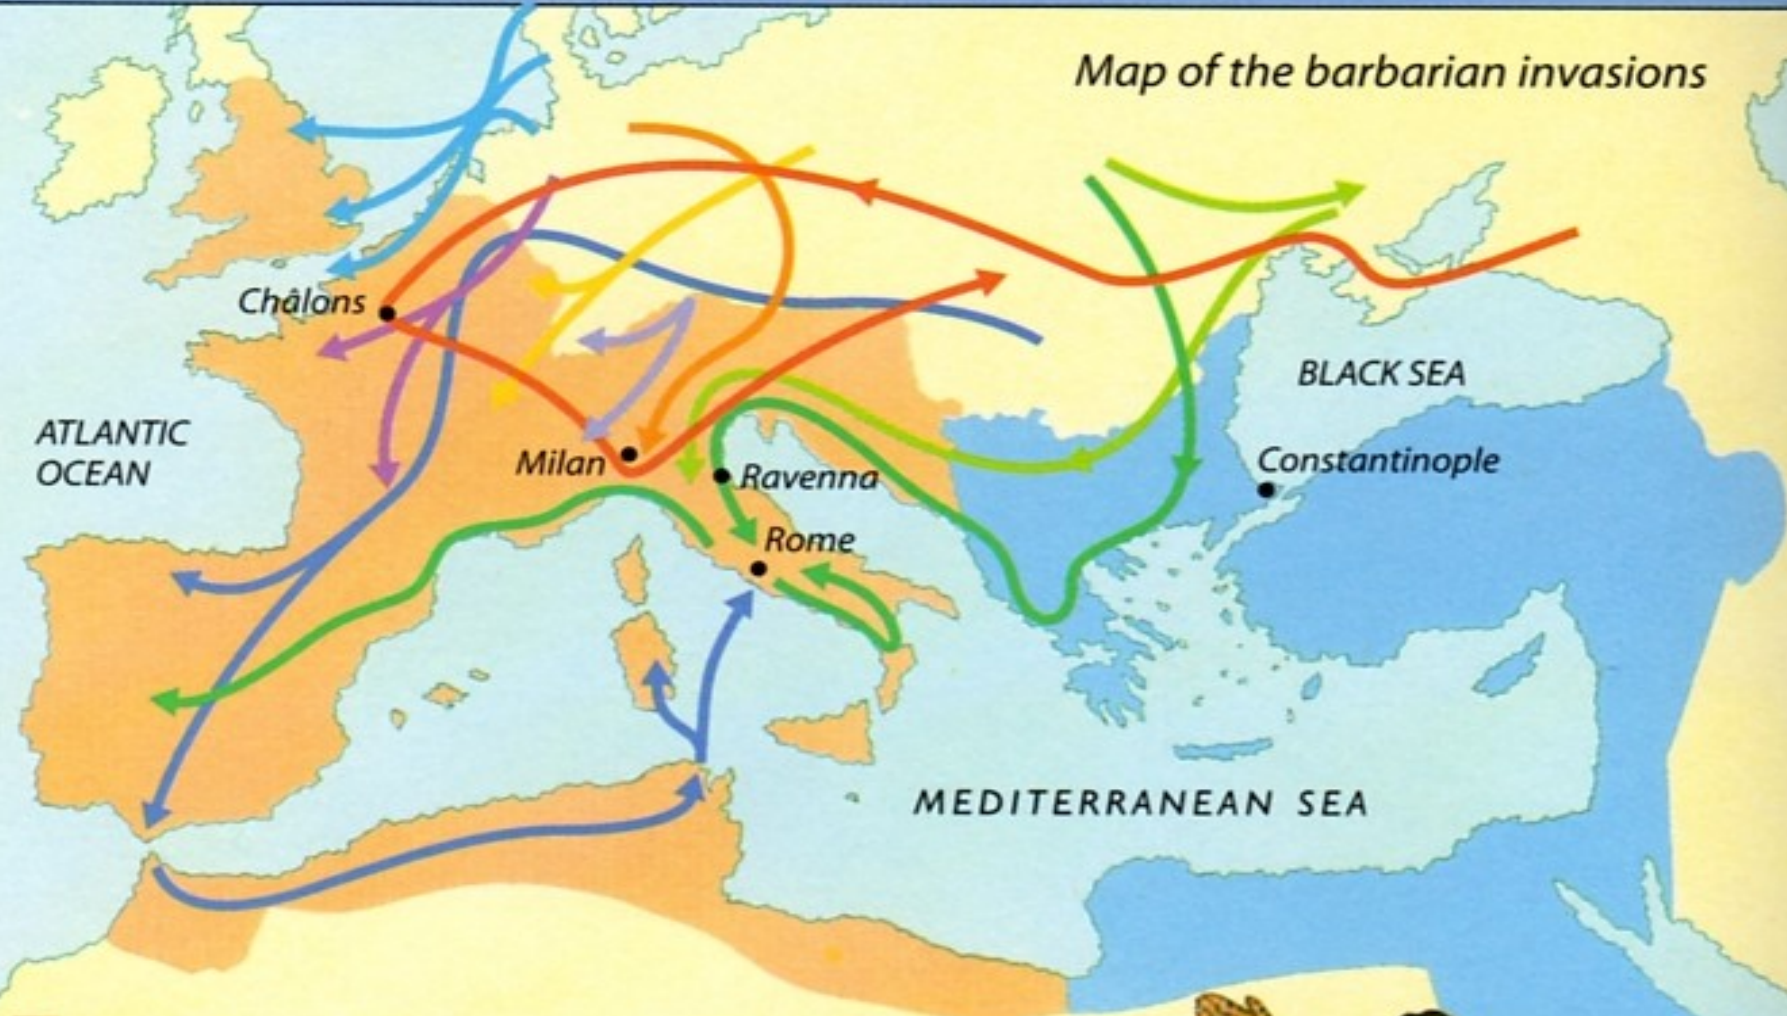 Map of the barbarian invasions
Châlons
BLACK SEA
ATLANTIC
OCEAN
Milan
Ravenna
Constantinople
Rome
MEDITERRANEAN SEA